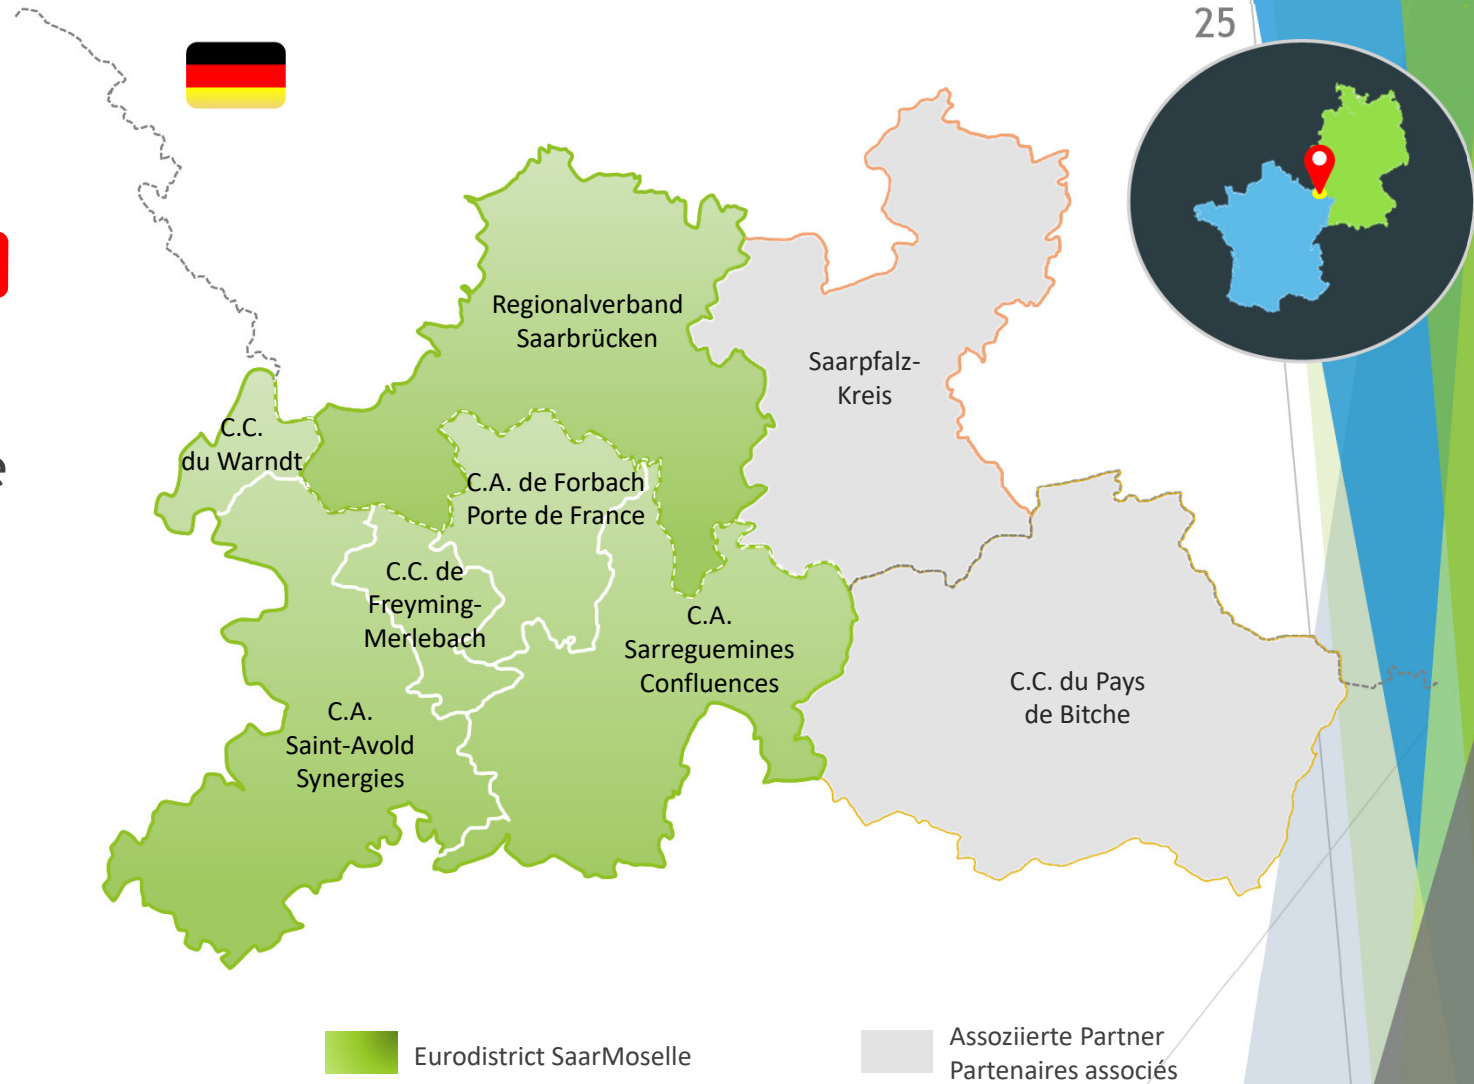 25
Regionalverband
Saarbrücken
Saarpfalz-
Kreis
C.C.
du Warndt
C.A. de Forbach
Porte de France
C.C. de
Freyming-
Merlebach
C.A.
Sarreguemines
Confluences
C.C. du Pays
de Bitche
C.A.
Saint-Avold
Synergies
Eurodistrict SaarMoselle
Assoziierte Partner
Partenaires associés